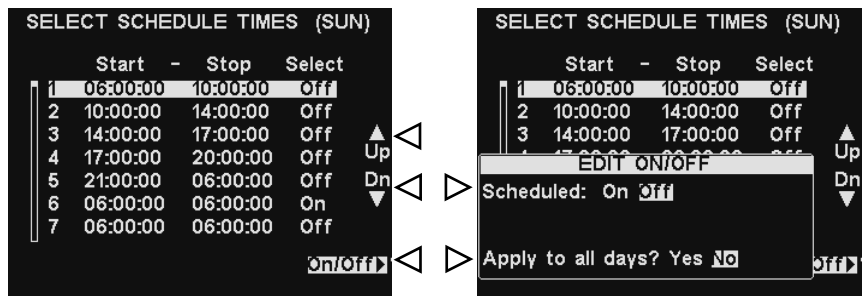 SELECT SCHEDULE TIMES (SUN)
Start - Stop Select
1 06:00:00 10:00:00 Off
2 10:00:00 14:00:00 Off
3 14:00:00 17:00:00 Off
4 17:00:00 20:00:00 Off
5 21:00:00 06:00:00 Off
6 06:00:00 06:00:00 On
7 06:00:00 06:00:00 Off
Up
Dn
On/Off
SELECT SCHEDULE TIMES (SUN)
Start - Stop Select
1 06:00:00 10:00:00 Off
2 10:00:00 14:00:00 Off
3 14:00:00 17:00:00 Off
Up
Dn
EDIT ON/OFF
Scheduled: On Off
Apply to all days? Yes No
Off